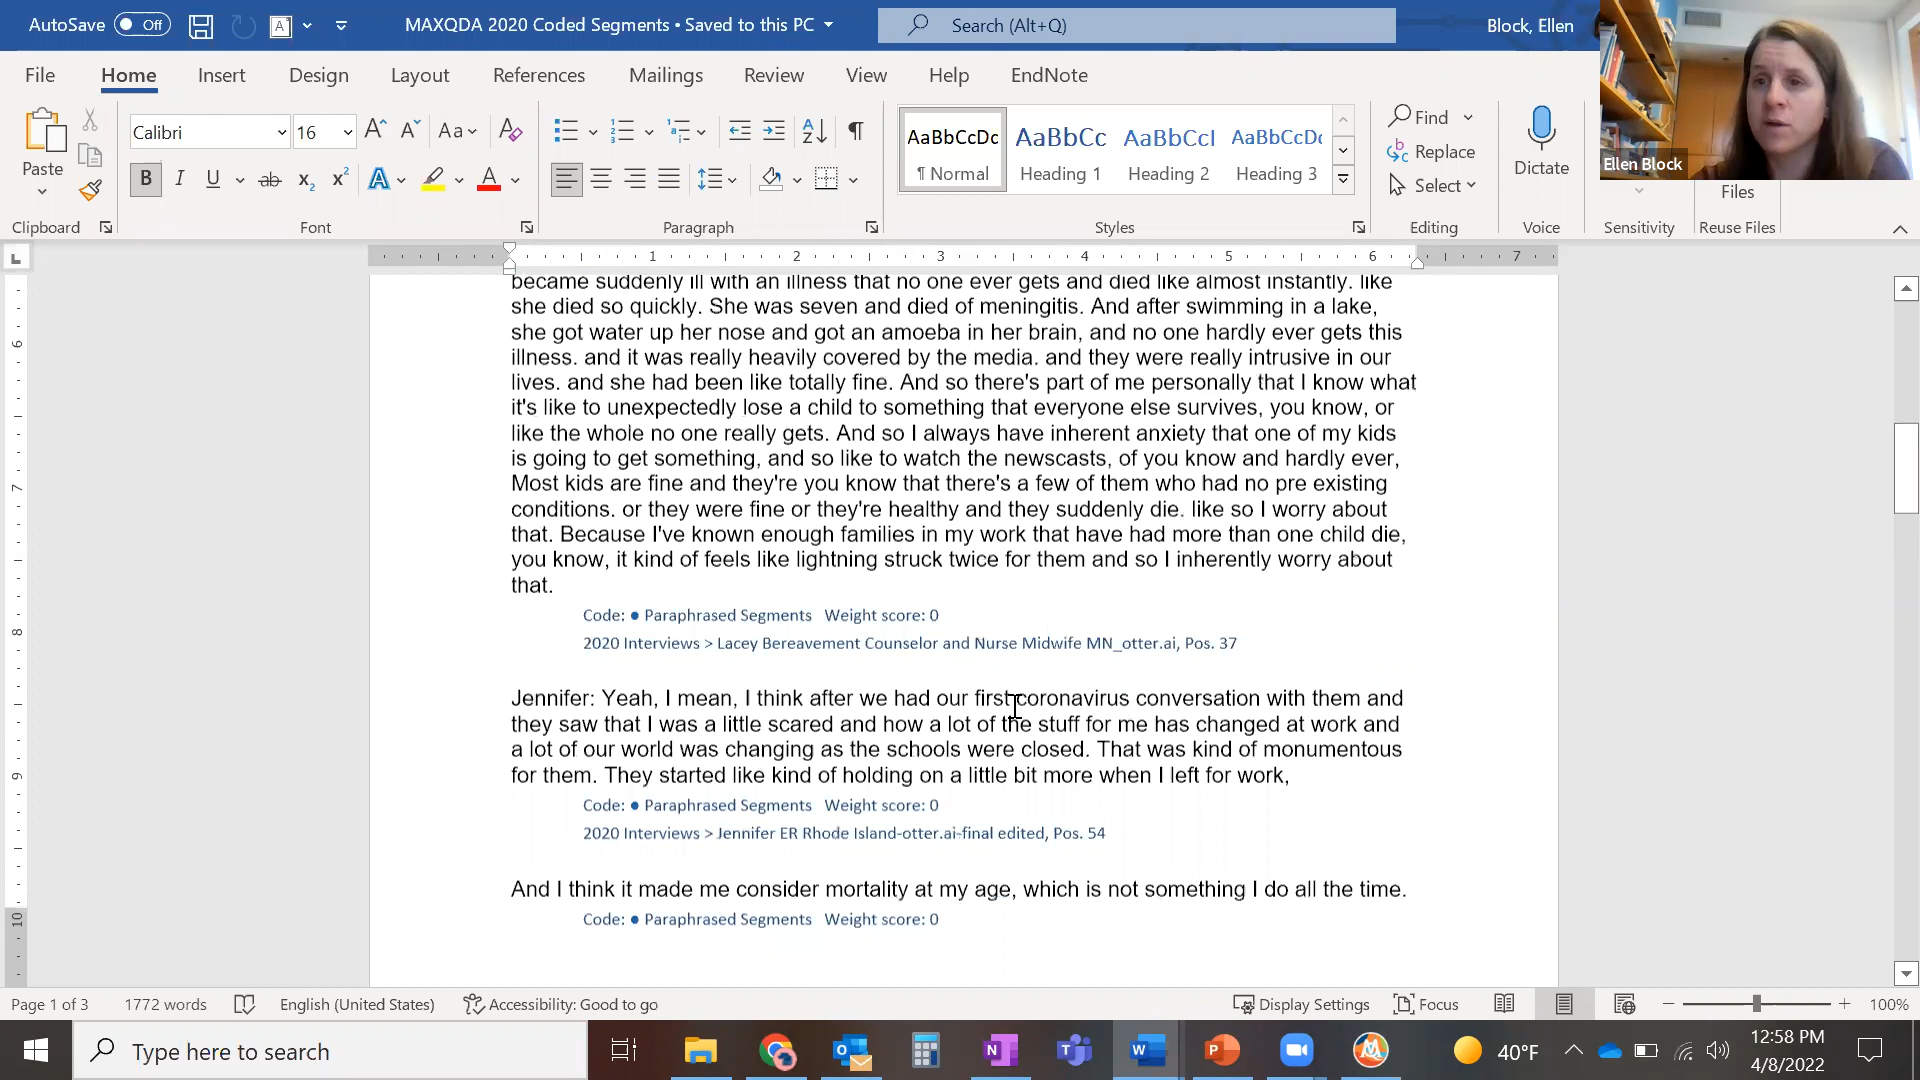 AutoSave Off A MAXQDA 2020 Coded Segments • Saved to this PC Search (Alt+Q) Block, Ellen
File Home Insert Design Layout References Mailings Review View Help EndNote
Paste
Calibri 16 A A Aa A
B I U ab x2 x2 A A
AaBbCcDc AaBbCc AaBbCcI AaBbCcDc
¶ Normal Heading 1 Heading 2 Heading 3
Find
Replace
Select
Dictate
Ellen Block
Files
Clipboard Font Paragraph Styles Editing Voice Sensitivity Reuse Files
L 1 2 3 4 5 6 7
became suddenly ill with an illness that no one ever gets and died like almost instantly. like
she died so quickly. She was seven and died of meningitis. And after swimming in a lake,
she got water up her nose and got an amoeba in her brain, and no one hardly ever gets this
illness. and it was really heavily covered by the media. and they were really intrusive in our
lives. and she had been like totally fine. And so there's part of me personally that I know what
it's like to unexpectedly lose a child to something that everyone else survives, you know, or
like the whole no one really gets. And so I always have inherent anxiety that one of my kids
is going to get something, and so like to watch the newscasts, of you know and hardly ever,
Most kids are fine and they're you know that there's a few of them who had no pre existing
conditions. or they were fine or they're healthy and they suddenly die. like so I worry about
that. Because I've known enough families in my work that have had more than one child die,
you know, it kind of feels like lightning struck twice for them and so I inherently worry about
that.
Code: ● Paraphrased Segments Weight score: 0
2020 Interviews > Lacey Bereavement Counselor and Nurse Midwife MN_otter.ai, Pos. 37
Jennifer: Yeah, I mean, I think after we had our first coronavirus conversation with them and
they saw that I was a little scared and how a lot of the stuff for me has changed at work and
a lot of our world was changing as the schools were closed. That was kind of monumentous
for them. They started like kind of holding on a little bit more when I left for work,
Code: ● Paraphrased Segments Weight score: 0
2020 Interviews > Jennifer ER Rhode Island-otter.ai-final edited, Pos. 54
And I think it made me consider mortality at my age, which is not something I do all the time.
Code: ● Paraphrased Segments Weight score: 0
6
7
8
9
10
Page 1 of 3 1772 words English (United States) Accessibility: Good to go Display Settings Focus 100%
Type here to search 40°F 12:58 PM
4/8/2022